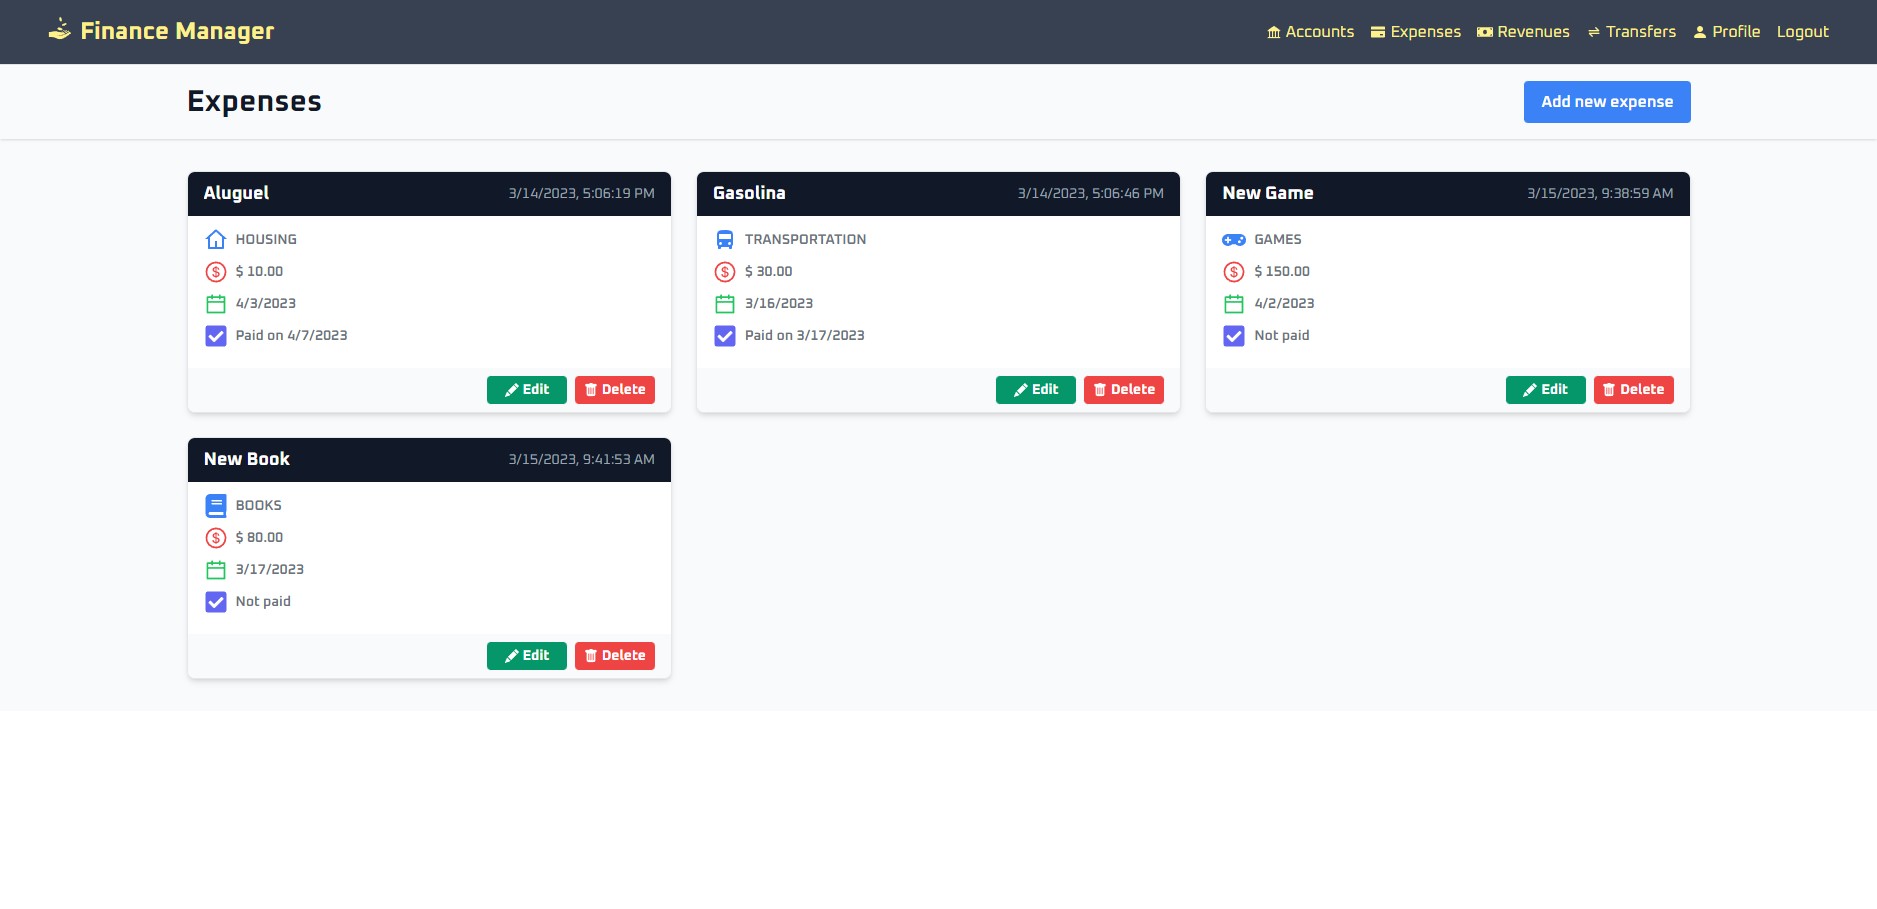 Finance Manager
Accounts Expenses Revenues Transfers Profile Logout
Expenses
Add new expense
Aluguel 3/14/2023, 5:06:19 PM
HOUSING
$ 10.00
4/3/2023
Paid on 4/7/2023
Edit Delete
Gasolina 3/14/2023, 5:06:46 PM
TRANSPORTATION
$ 30.00
3/16/2023
Paid on 3/17/2023
Edit Delete
New Game 3/15/2023, 9:38:59 AM
GAMES
$ 150.00
4/2/2023
Not paid
Edit Delete
New Book 3/15/2023, 9:41:53 AM
BOOKS
$ 80.00
3/17/2023
Not paid
Edit Delete